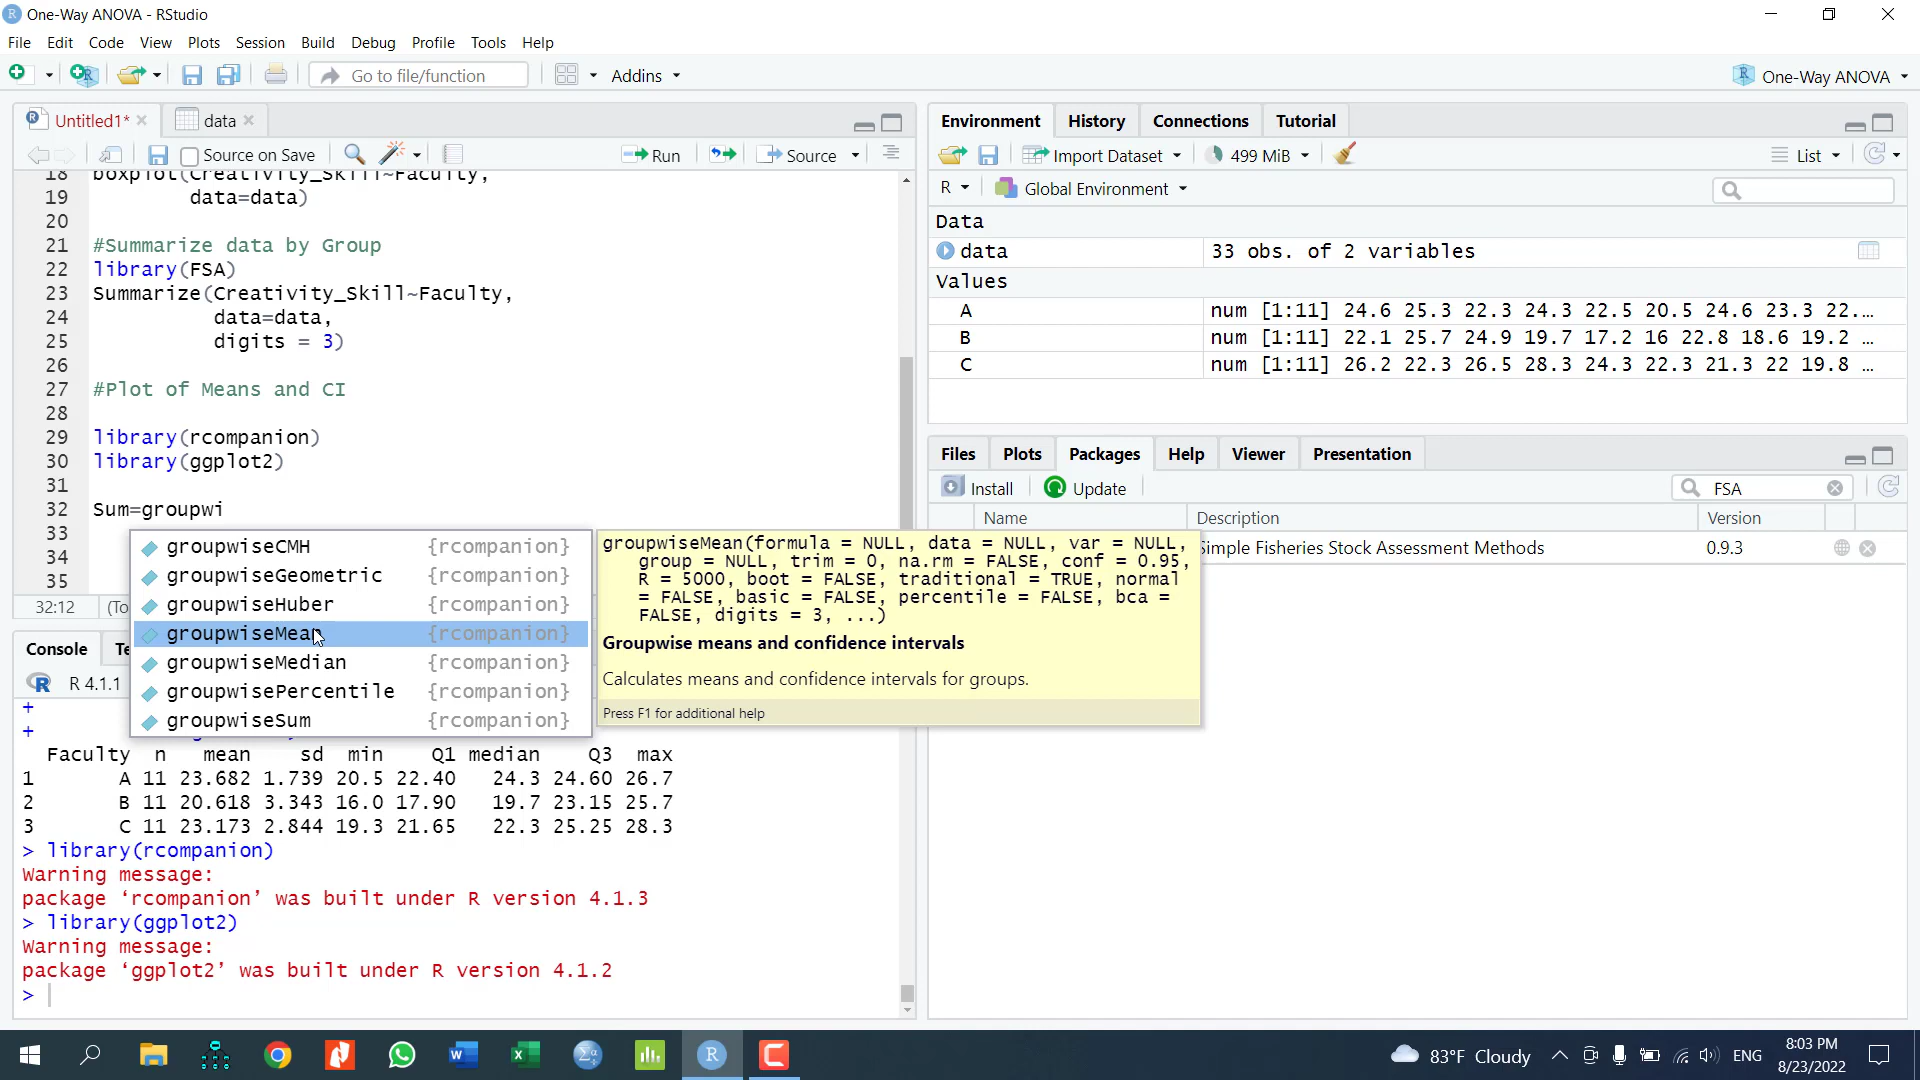 One-Way ANOVA - RStudio
File Edit Code View Plots Session Build Debug Profile Tools Help
Go to file/function Addins One-Way ANOVA
Untitled1* data
Source on Save Run Source
18 boxplot(Creativity_Skill~Faculty,
19 data=data)
20
21 #Summarize data by Group
22 library(FSA)
23 Summarize(Creativity_Skill~Faculty,
24 data=data,
25 digits = 3)
26
27 #Plot of Means and CI
28
29 library(rcompanion)
30 library(ggplot2)
31
32 Sum=groupwi
33
34
35
32:12 (To
groupwiseCMH {rcompanion}
groupwiseGeometric {rcompanion}
groupwiseHuber {rcompanion}
groupwiseMean {rcompanion}
groupwiseMedian {rcompanion}
groupwisePercentile {rcompanion}
groupwiseSum {rcompanion}
groupwiseMean(formula = NULL, data = NULL, var = NULL,
group = NULL, trim = 0, na.rm = FALSE, conf = 0.95,
R = 5000, boot = FALSE, traditional = TRUE, normal
= FALSE, basic = FALSE, percentile = FALSE, bca =
FALSE, digits = 3, ...)
Groupwise means and confidence intervals
Calculates means and confidence intervals for groups.
Press F1 for additional help
Console Te
R 4.1.1
+
+
Faculty n mean sd min Q1 median Q3 max
1 A 11 23.682 1.739 20.5 22.40 24.3 24.60 26.7
2 B 11 20.618 3.343 16.0 17.90 19.7 23.15 25.7
3 C 11 23.173 2.844 19.3 21.65 22.3 25.25 28.3
> library(rcompanion)
Warning message:
package ‘rcompanion’ was built under R version 4.1.3
> library(ggplot2)
Warning message:
package ‘ggplot2’ was built under R version 4.1.2
>
Environment History Connections Tutorial
Import Dataset 499 MiB List
R Global Environment
Data
data 33 obs. of 2 variables
Values
A num [1:11] 24.6 25.3 22.3 24.3 22.5 20.5 24.6 23.3 22....
B num [1:11] 22.1 25.7 24.9 19.7 17.2 16 22.8 18.6 19.2 ...
C num [1:11] 26.2 22.3 26.5 28.3 24.3 22.3 21.3 22 19.8 ...
Files Plots Packages Help Viewer Presentation
Install Update FSA
Name Description Version
Simple Fisheries Stock Assessment Methods 0.9.3
83°F Cloudy ENG 8:03 PM
8/23/2022